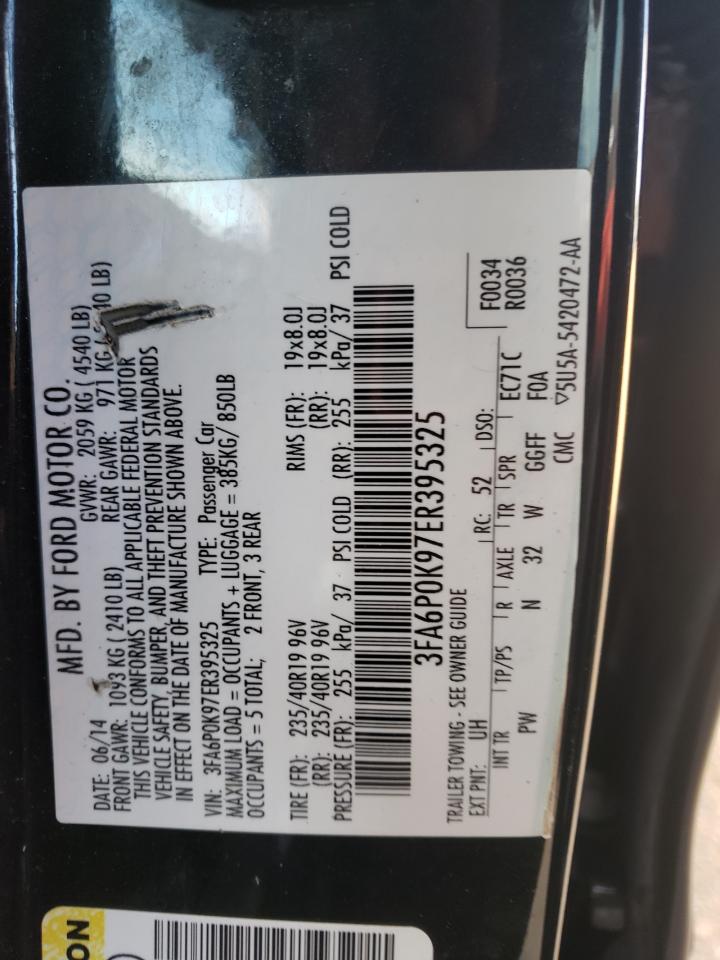 MFD. BY FORD MOTOR CO.
DATE: 06/14 GVWR: 2059 KG ( 4540 LB)
FRONT GAWR: 1093 KG ( 2410 LB) REAR GAWR: 971 KG 40 LB)
THIS VEHICLE CONFORMS TO ALL APPLICABLE FEDERAL MOTOR
VEHICLE SAFETY, BUMPER, AND THEFT PREVENTION STANDARDS
IN EFFECT ON THE DATE OF MANUFACTURE SHOWN ABOVE.
VIN: 3FA6P0K97ER395325 TYPE: Passenger Car
MAXIMUM LOAD = OCCUPANTS + LUGGAGE = 385KG/ 850LB
OCCUPANTS = 5 TOTAL; 2 FRONT, 3 REAR
TIRE (FR): 235/40R19 96V RIMS (FR): 19x8.0J
(RR): 235/40R19 96V (RR): 19x8.0J
PRESSURE (FR): 255 kPa/ 37 PSI COLD (RR): 255 kPa/ 37 PSI COLD
3FA6P0K97ER395325
TRAILER TOWING - SEE OWNER GUIDE F0034
EXT PNT: UH RC: 52 DSO: R0036
INT TR TP/PS R AXLE TR SPR EC71C
PW N 32 W GGFF FOA
CMC ▽5U5A-5420472-AA
ON